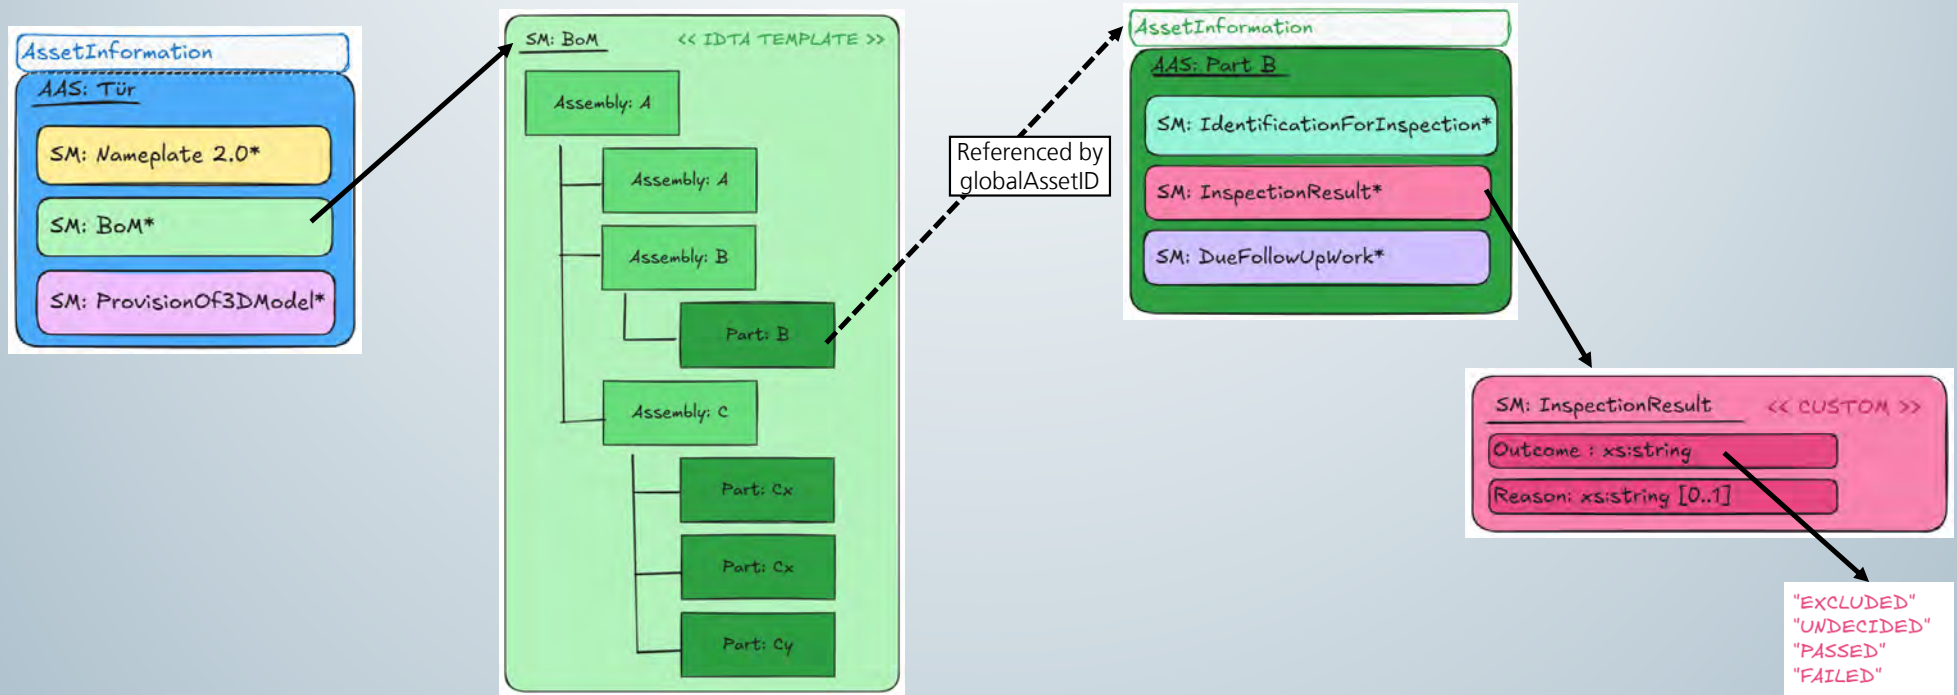 AssetInformation
AAS: Tür
SM: Nameplate 2.0*
SM: BoM*
SM: ProvisionOf3DModel*
SM: BoM
<< IDTA TEMPLATE >>
Assembly: A
Assembly: A
Assembly: B
Part: B
Assembly: C
Part: Cx
Part: Cx
Part: Cy
Referenced by
globalAssetID
AssetInformation
AAS: Part B
SM: IdentificationForInspection*
SM: InspectionResult*
SM: DueFollowUpWork*
SM: InspectionResult
<< CUSTOM >>
Outcome : xs:string
Reason: xs:string [0..1]
"EXCLUDED"
"UNDECIDED"
"PASSED"
"FAILED"